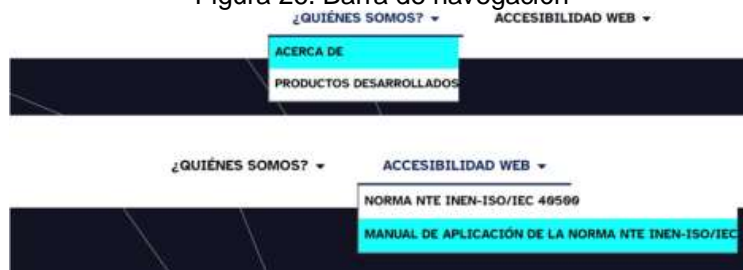 Figura 26. Barra de navegación
¿QUIÉNES SOMOS? ACCESIBILIDAD WEB
ACERCA DE
PRODUCTOS DESARROLLADOS
¿QUIÉNES SOMOS? ACCESIBILIDAD WEB
NORMA NTE INEN-ISO/IEC 40500
MANUAL DE APLICACIÓN DE LA NORMA NTE INEN-ISO/IEC